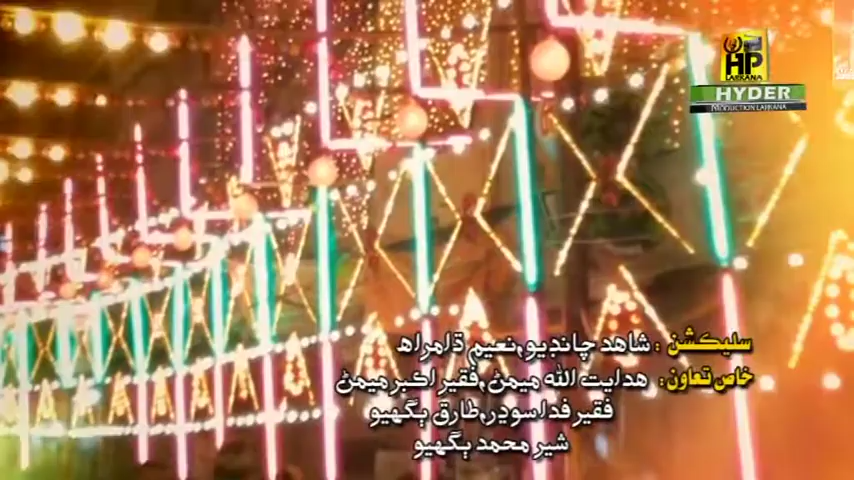 HP
LARKANA
HYDER
PRODUCTION LARKANA
سليڪشن : شاهد چانڊيو، نعيم ڏامراھ
خاص تعاون: هدايت الله ميمڻ، فقير اڪبر ميمڻ
فقير فدا سوڍر، طارق ٻگهيو
شير محمد ٻگهيو